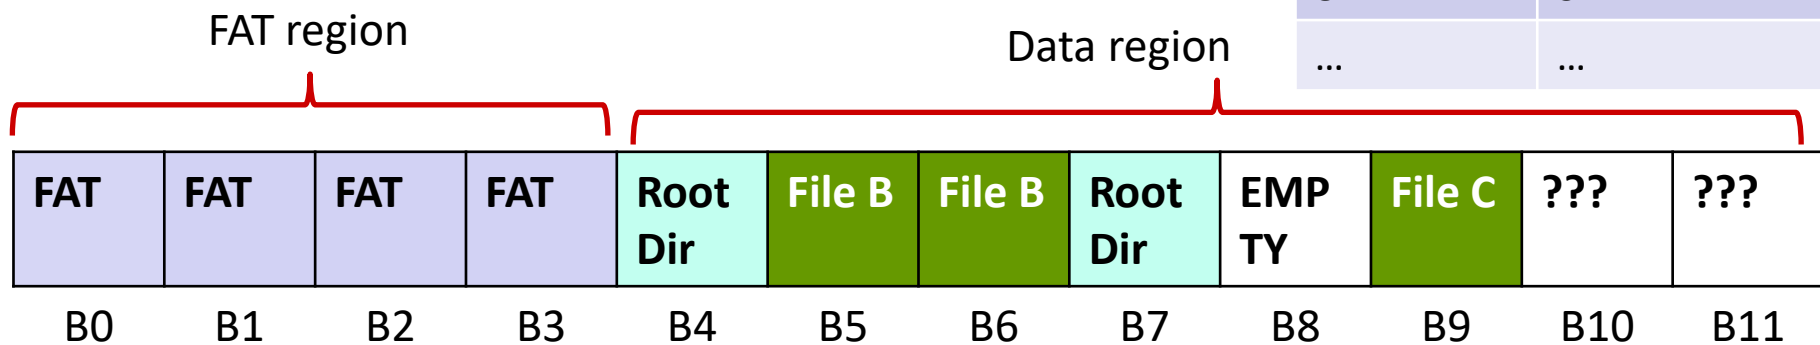 FAT region
Data region
... ...
FAT FAT FAT FAT Root File B File B Root EMP File C ??? ???
Dir Dir TY
B0 B1 B2 B3 B4 B5 B6 B7 B8 B9 B10 B11